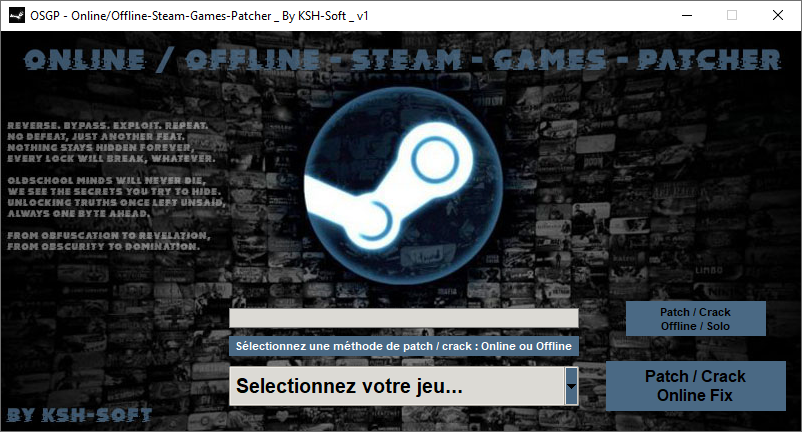 OSGP - Online/Offline-Steam-Games-Patcher _ By KSH-Soft _ v1
ONLINE / OFFLINE - STEAM - GAMES - PATCHER
REVERSE. BYPASS. EXPLOIT. REPEAT.
NO DEFEAT, JUST ANOTHER FEAT.
NOTHING STAYS HIDDEN FOREVER,
EVERY LOCK WILL BREAK, WHATEVER.
OLDSCHOOL MINDS WILL NEVER DIE,
WE SEE THE SECRETS YOU TRY TO HIDE.
UNLOCKING TRUTHS ONCE LEFT UNSAID,
ALWAYS ONE BYTE AHEAD.
FROM OBFUSCATION TO REVELATION,
FROM OBSCURITY TO DOMINATION.
LIMBO
Patch / Crack
Offline / Solo
Sélectionnez une méthode de patch / crack : Online ou Offline
Selectionnez votre jeu...
Patch / Crack
Online Fix
BY KSH-SOFT